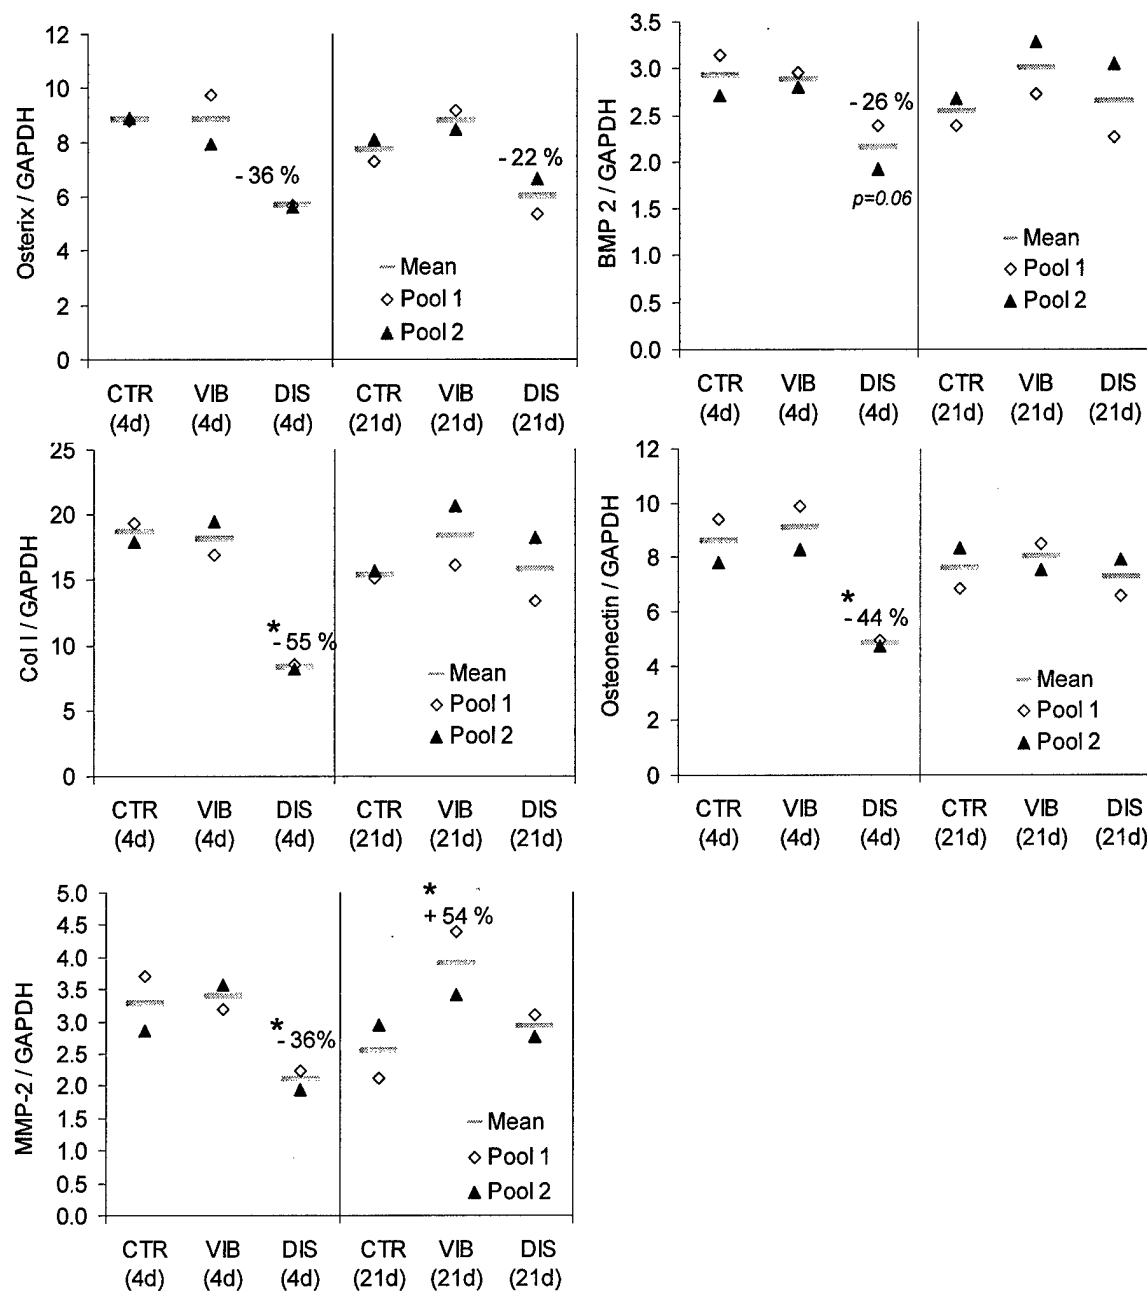 Osterix / GAPDH
12
10
8
6
4
2
0
- 36 %
- 22 %
Mean
Pool 1
Pool 2
CTR VIB DIS CTR VIB DIS
(4d) (4d) (4d) (21d) (21d) (21d)
BMP 2 / GAPDH
3.5
3.0
2.5
2.0
1.5
1.0
0.5
0.0
- 26 %
p=0.06
Mean
Pool 1
Pool 2
CTR VIB DIS CTR VIB DIS
(4d) (4d) (4d) (21d) (21d) (21d)
Col I / GAPDH
25
20
15
10
5
0
*
- 55 %
Mean
Pool 1
Pool 2
CTR VIB DIS CTR VIB DIS
(4d) (4d) (4d) (21d) (21d) (21d)
Osteonectin / GAPDH
12
10
8
6
4
2
0
*
- 44 %
Mean
Pool 1
Pool 2
CTR VIB DIS CTR VIB DIS
(4d) (4d) (4d) (21d) (21d) (21d)
MMP-2 / GAPDH
5.0
4.5
4.0
3.5
3.0
2.5
2.0
1.5
1.0
0.5
0.0
*
- 36%
*
+ 54 %
Mean
Pool 1
Pool 2
CTR VIB DIS CTR VIB DIS
(4d) (4d) (4d) (21d) (21d) (21d)